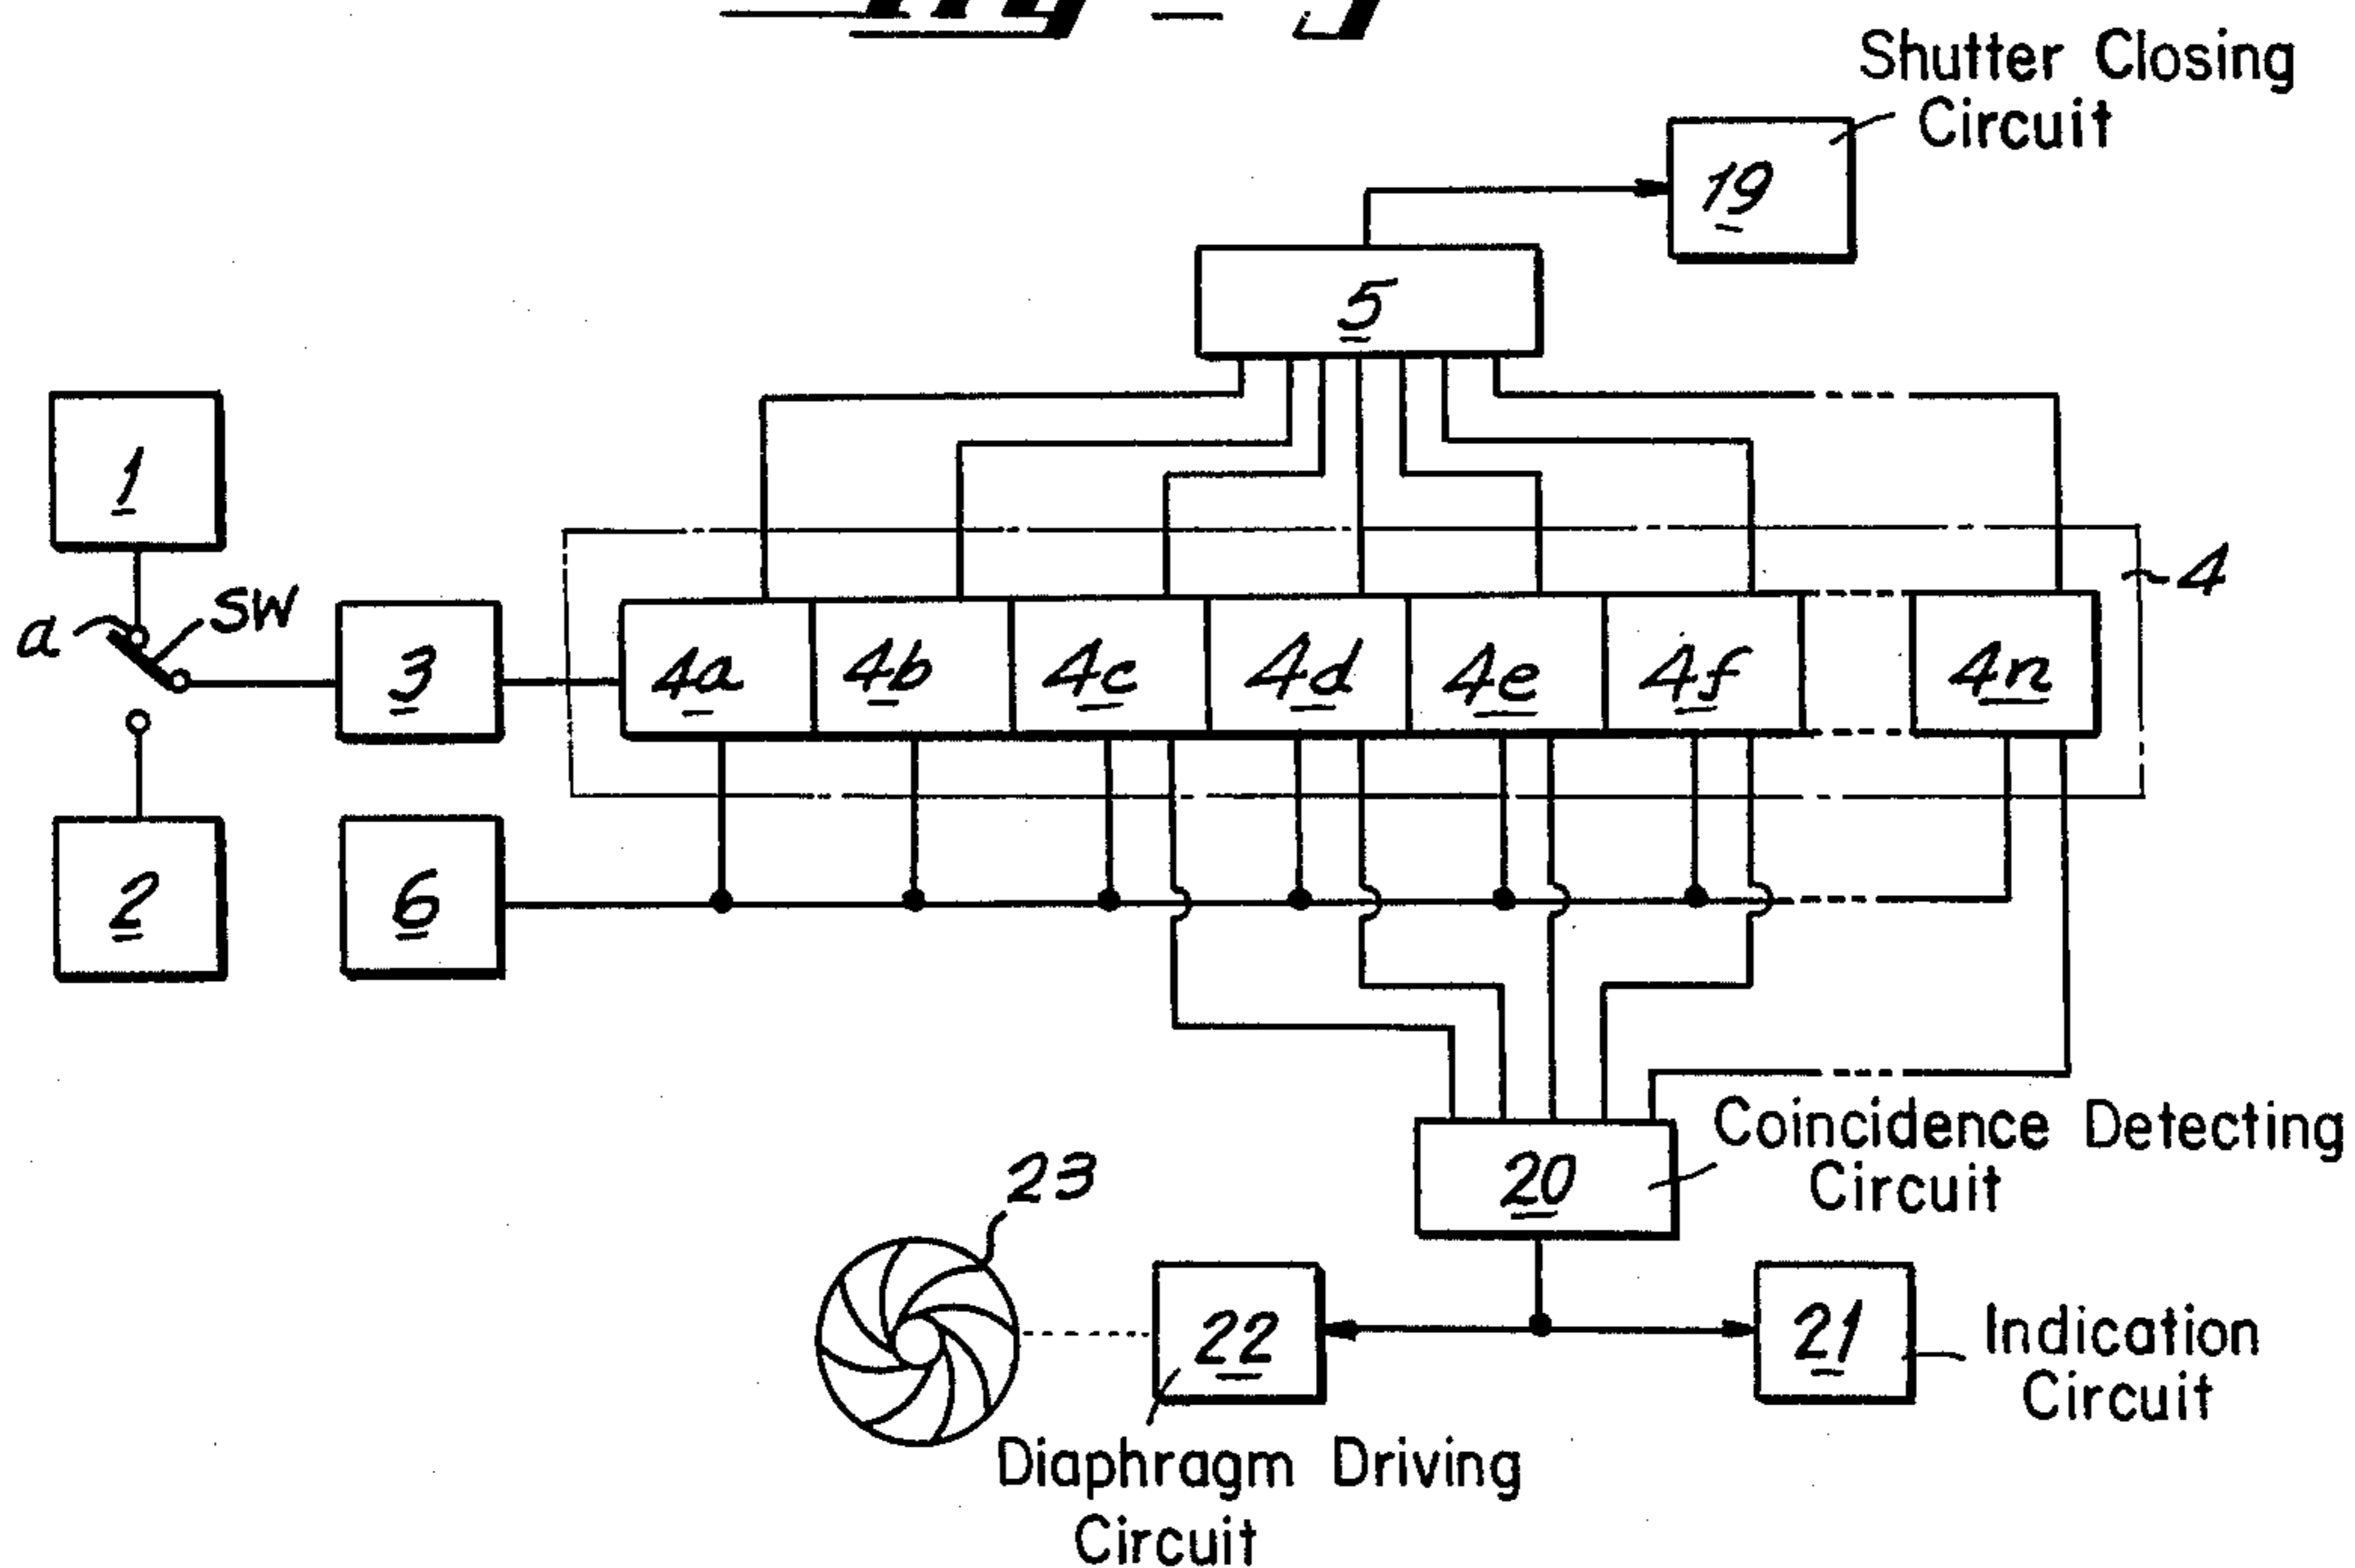 Shutter Closing
Circuit
19
5
1
a
SW
3
4
4a 4b 4c 4d 4e 4f 4n
2
6
Coincidence Detecting
Circuit
20
23
22
21
Indication
Circuit
Diaphragm Driving
Circuit